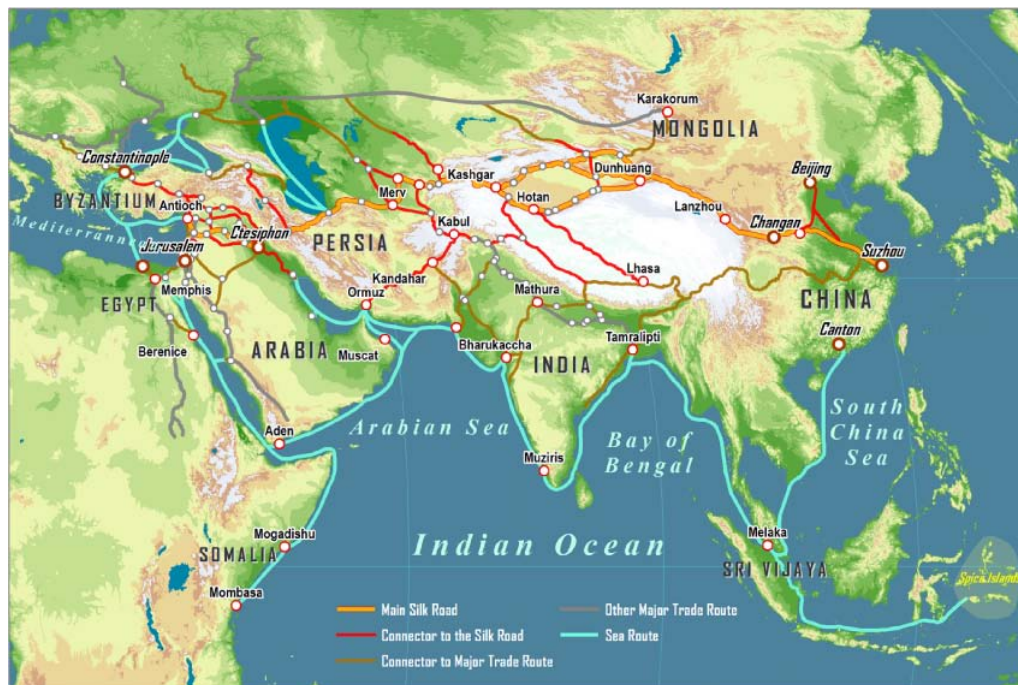 Karakorum
MONGOLIA
Constantinople
Kashgar
Dunhuang
Beijing
BYZANTIUM
Merv
Hotan
Antioch
Lanzhou
Changan
Mediterranean
Ctesiphon
Kabul
Jerusalem
PERSIA
Suzhou
Kandahar
Lhasa
Memphis
EGYPT
Ormuz
Mathura
CHINA
Canton
Berenice
ARABIA
Muscat
Bharukaccha
INDIA
Tamralipti
Arabian Sea
South
China
Sea
Aden
Bay of
Bengal
Muziris
Mogadishu
Indian Ocean
Melaka
SOMALIA
SRI VIJAYA
Spice Islands
Mombasa
Main Silk Road
Other Major Trade Route
Connector to the Silk Road
Sea Route
Connector to Major Trade Route